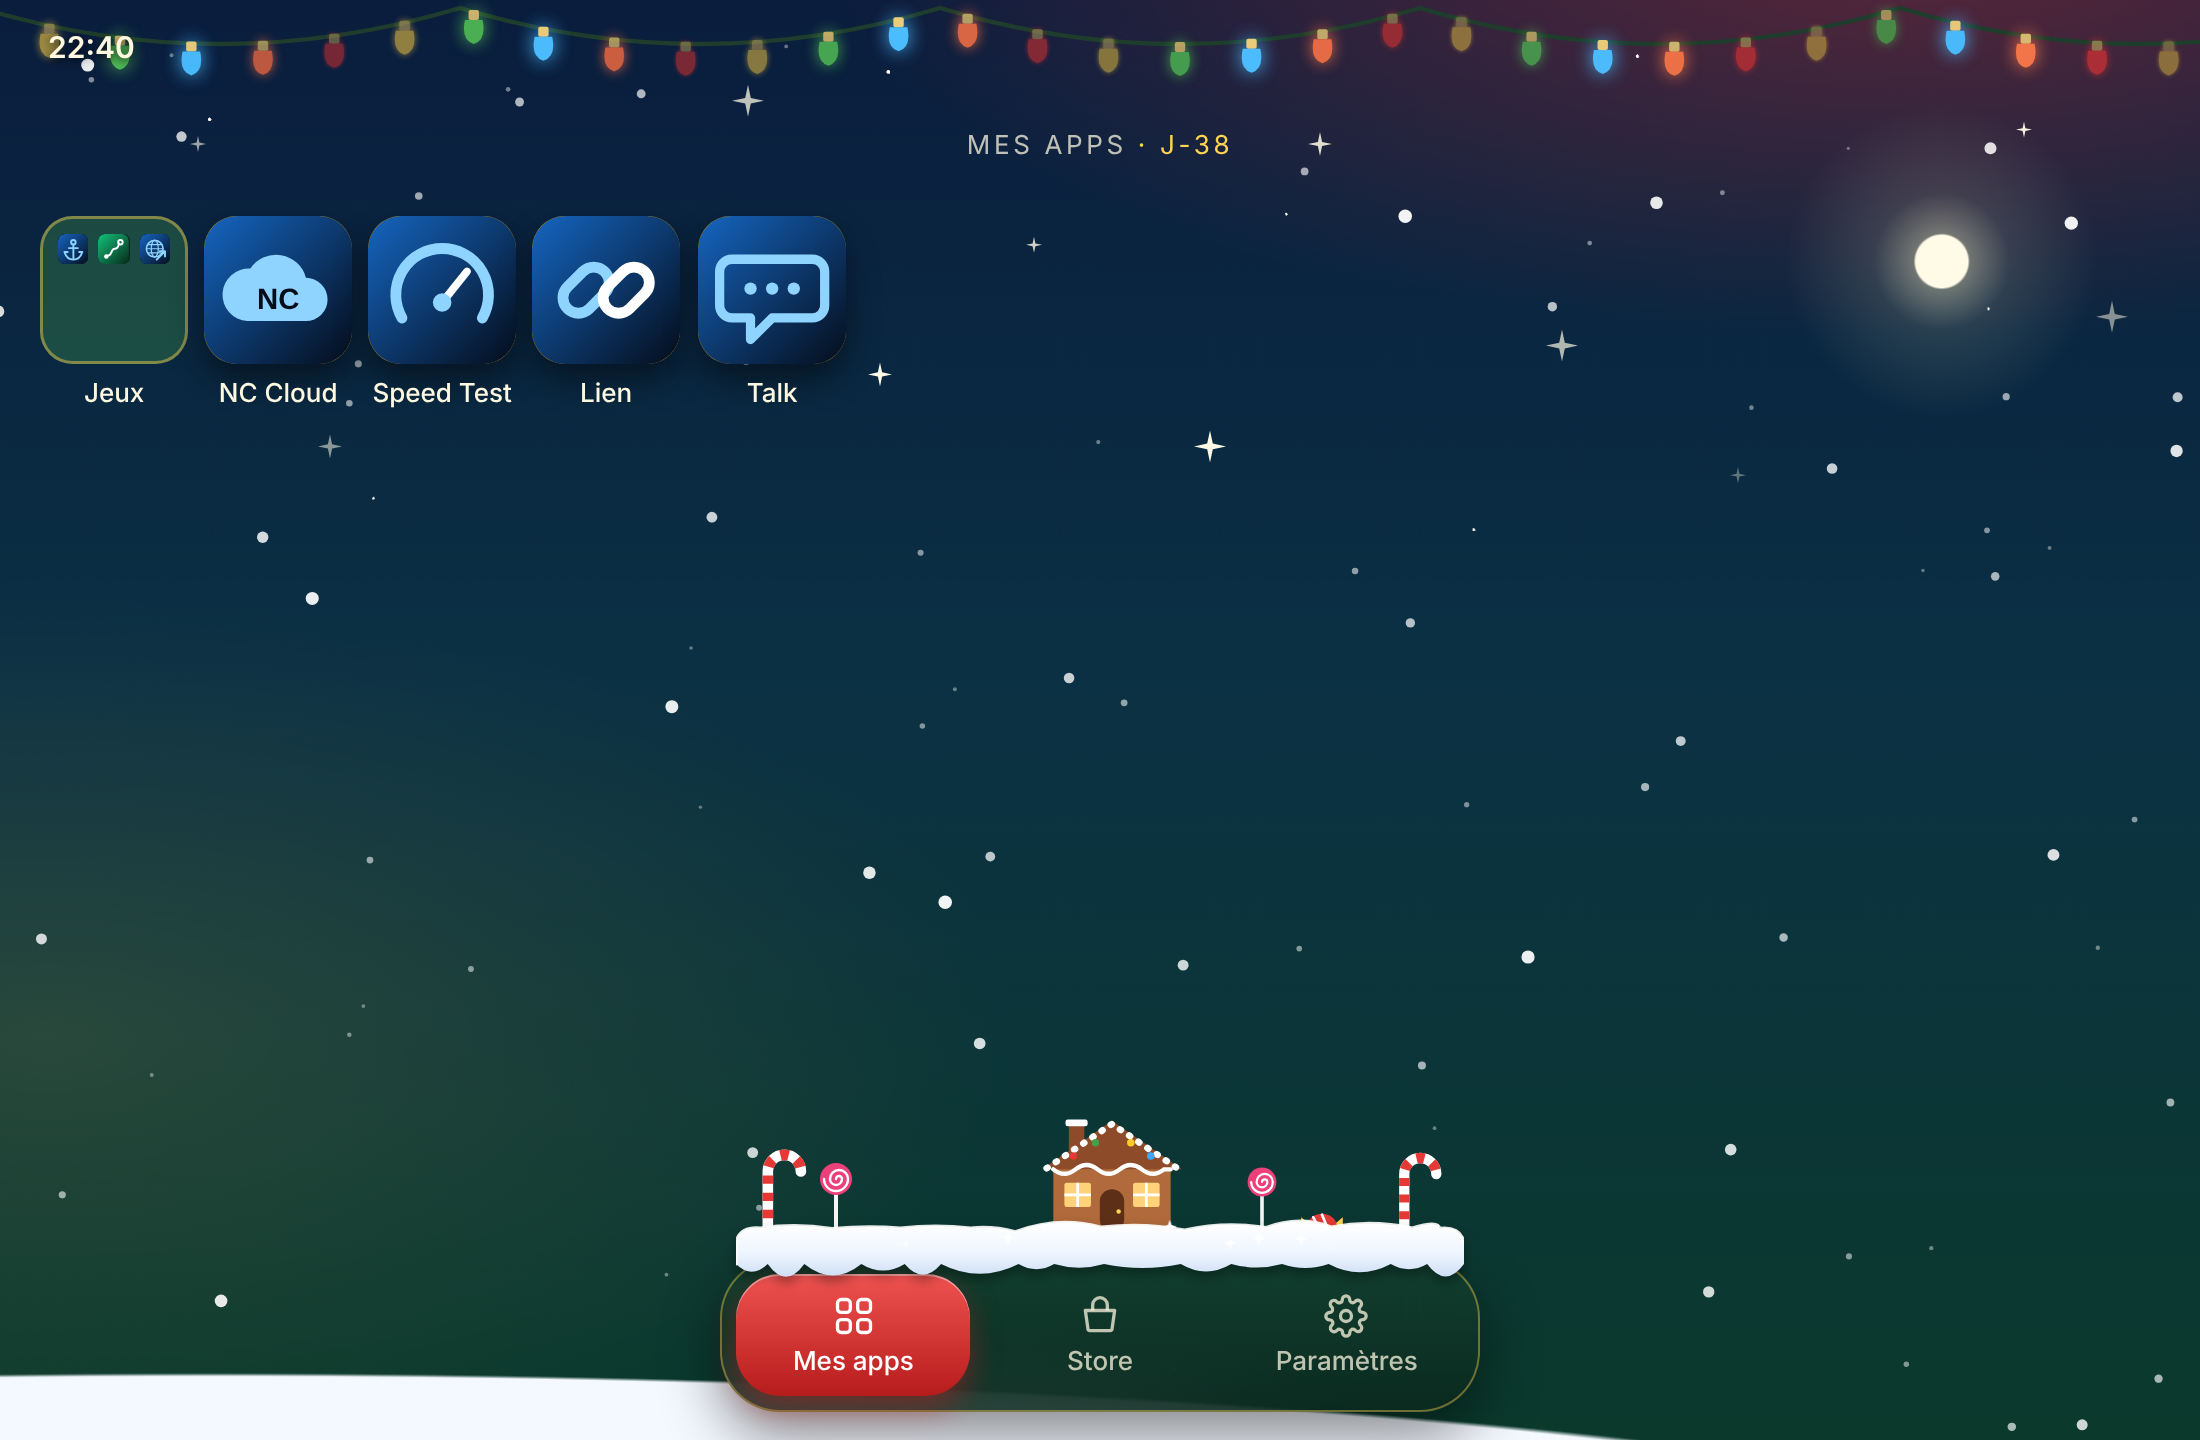 22:40
MES APPS · J-38
NC
Jeux
NC Cloud
Speed Test
Lien
Talk
Mes apps
Store
Paramètres